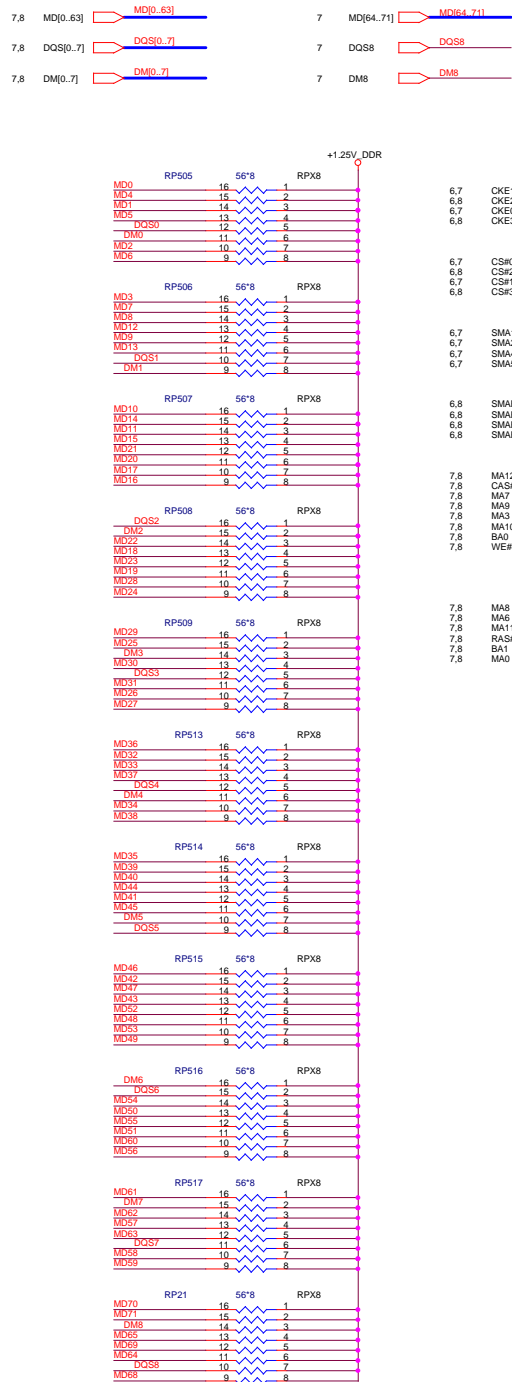 7,8 MD[0..63] MD[0..63] 7 MD[64..71] MD[64..71]
7,8 DQS[0..7] DQS[0..7] 7 DQS8 DQS8
7,8 DM[0..7] DM[0..7] 7 DM8 DM8
+1.25V_DDR
RP505 56*8 RPX8
MD0 16 1
MD4 15 2
MD1 14 3
MD5 13 4
DQS0 12 5
DM0 11 6
MD2 10 7
MD6 9 8
RP506 56*8 RPX8
MD3 16 1
MD7 15 2
MD8 14 3
MD12 13 4
MD9 12 5
MD13 11 6
DQS1 10 7
DM1 9 8
RP507 56*8 RPX8
MD10 16 1
MD14 15 2
MD11 14 3
MD15 13 4
MD21 12 5
MD20 11 6
MD17 10 7
MD16 9 8
RP508 56*8 RPX8
DQS2 16 1
DM2 15 2
MD22 14 3
MD18 13 4
MD23 12 5
MD19 11 6
MD28 10 7
MD24 9 8
RP509 56*8 RPX8
MD29 16 1
MD25 15 2
DM3 14 3
MD30 13 4
DQS3 12 5
MD31 11 6
MD26 10 7
MD27 9 8
RP513 56*8 RPX8
MD36 16 1
MD32 15 2
MD33 14 3
MD37 13 4
DQS4 12 5
DM4 11 6
MD34 10 7
MD38 9 8
RP514 56*8 RPX8
MD35 16 1
MD39 15 2
MD40 14 3
MD44 13 4
MD41 12 5
MD45 11 6
DM5 10 7
DQS5 9 8
RP515 56*8 RPX8
MD46 16 1
MD42 15 2
MD47 14 3
MD43 13 4
MD52 12 5
MD48 11 6
MD53 10 7
MD49 9 8
RP516 56*8 RPX8
DM6 16 1
DQS6 15 2
MD54 14 3
MD50 13 4
MD55 12 5
MD51 11 6
MD60 10 7
MD56 9 8
RP517 56*8 RPX8
MD61 16 1
DM7 15 2
MD62 14 3
MD57 13 4
MD63 12 5
DQS7 11 6
MD58 10 7
MD59 9 8
RP21 56*8 RPX8
MD70 16 1
MD71 15 2
DM8 14 3
MD65 13 4
MD69 12 5
MD64 11 6
DQS8 10 7
MD68 9 8
6,7
6,8
6,7
6,8
6,7
6,8
6,7
6,8
6,7
6,7
6,7
6,7
6,8
6,8
6,8
6,8
7,8 MA12
7,8
7,8 MA7
7,8 MA9
7,8 MA3
7,8 MA10
7,8 BA0
7,8 WE#
7,8 MA8
7,8 MA6
7,8 MA11
7,8
7,8 BA1
7,8 MA0